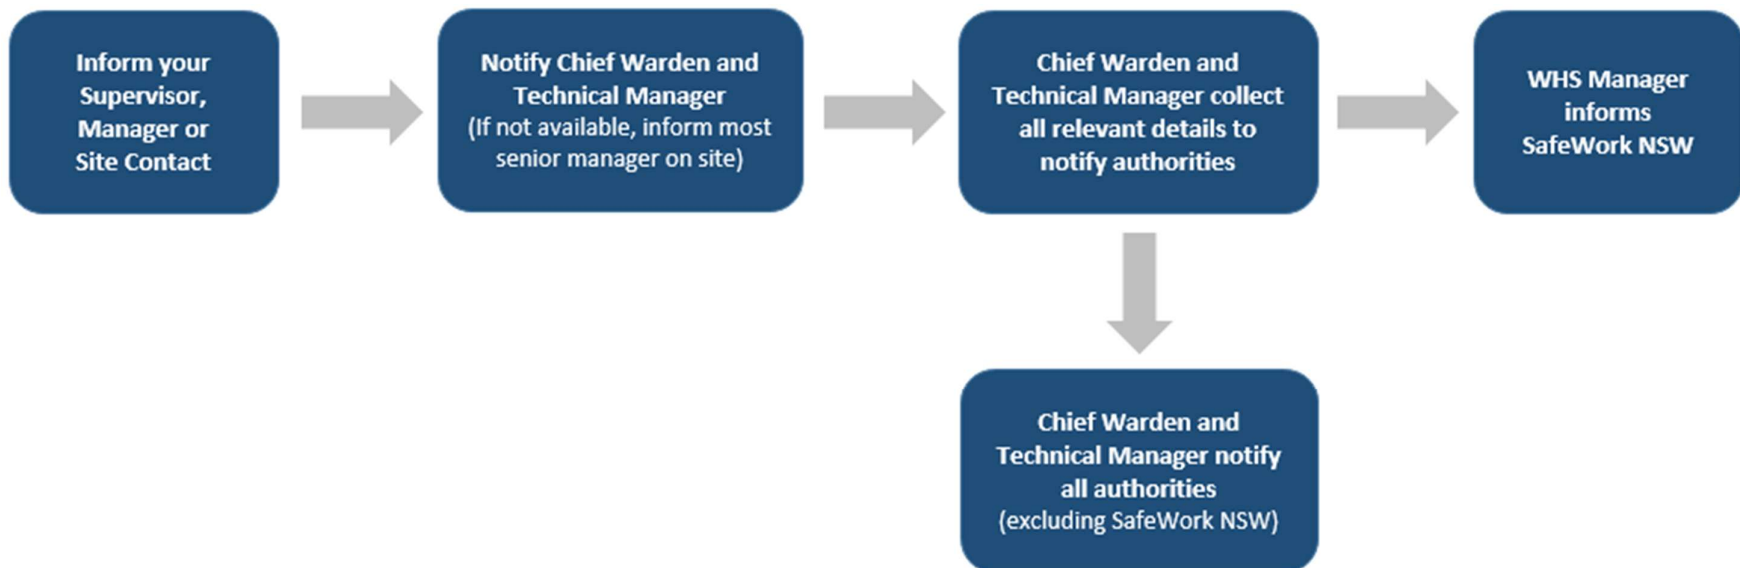 Inform your
Supervisor,
Manager or
Site Contact
Notify Chief Warden and
Technical Manager
(If not available, inform most
senior manager on site)
Chief Warden and
Technical Manager collect
all relevant details to
notify authorities
WHS Manager
informs
SafeWork NSW
Chief Warden and
Technical Manager notify
all authorities
(excluding SafeWork NSW)